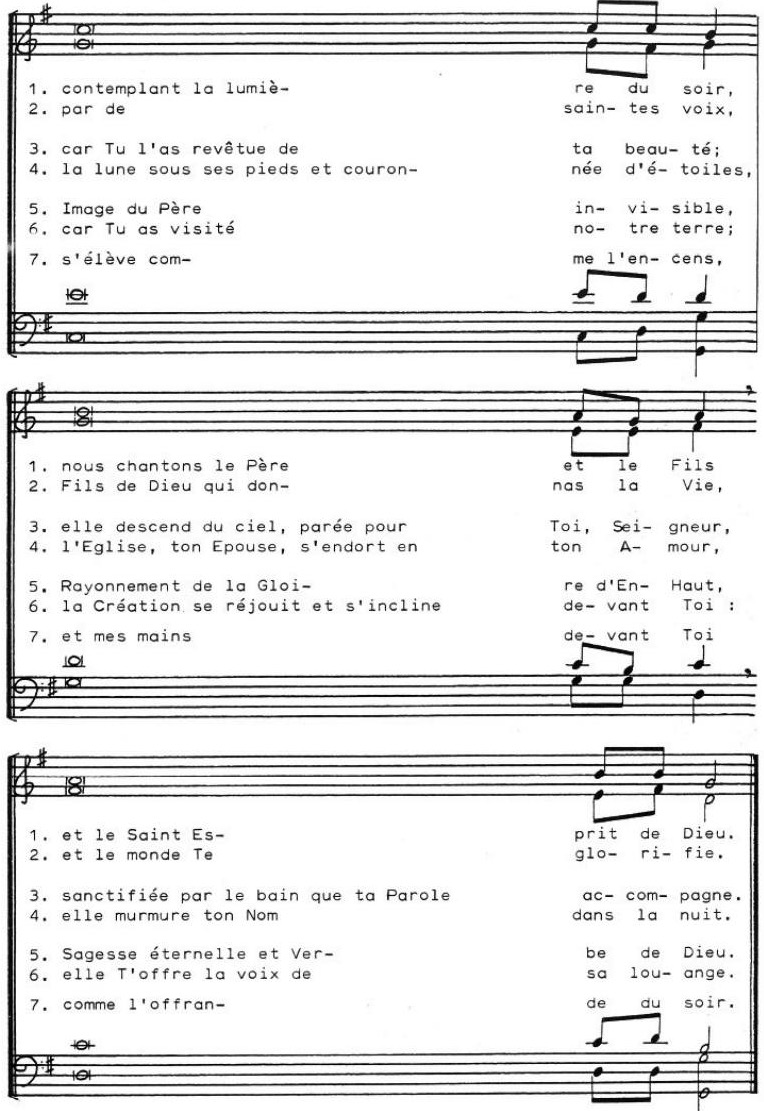 1. contemplant la lumiè- re du soir,
2. par de sain- tes voix,
3. car Tu l'as revêtue de ta beau- té;
4. la lune sous ses pieds et couron- née d'é- toiles,
5. Image du Père in- vi- sible,
6. car Tu as visité no- tre terre;
7. s'élève com- me l'en- cens,
1. nous chantons le Père et le Fils
2. Fils de Dieu qui don- nas la Vie,
3. elle descend du ciel, parée pour Toi, Sei- gneur,
4. l'Eglise, ton Epouse, s'endort en ton A- mour,
5. Rayonnement de la Gloi- re d'En- Haut,
6. la Création se réjouit et s'incline de- vant Toi :
7. et mes mains de- vant Toi
1. et le Saint Es- prit de Dieu.
2. et le monde Te glo- ri- fie.
3. sanctifiée par le bain que ta Parole ac- com- pagne.
4. elle murmure ton Nom dans la nuit.
5. Sagesse éternelle et Ver- be de Dieu.
6. elle T'offre la voix de sa lou- ange.
7. comme l'offran- de du soir.